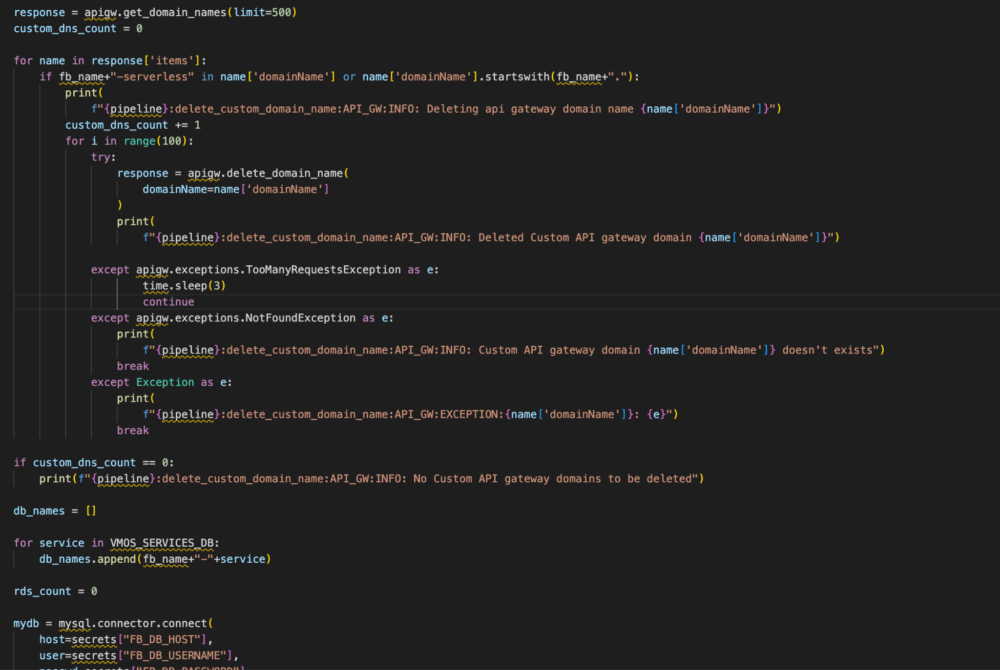 response = apigw.get_domain_names(limit=500)
custom_dns_count = 0
for name in response['items']:
if fb_name+"-serverless" in name['domainName'] or name['domainName'].startswith(fb_name+"."):
print(
f"{pipeline}:delete_custom_domain_name:API_GW:INFO: Deleting api gateway domain name {name['domainName']}")
custom_dns_count += 1
for i in range(100):
try:
response = apigw.delete_domain_name(
domainName=name['domainName']
)
print(
f"{pipeline}:delete_custom_domain_name:API_GW:INFO: Deleted Custom API gateway domain {name['domainName']}")
except apigw.exceptions.TooManyRequestsException as e:
time.sleep(3)
continue
except apigw.exceptions.NotFoundException as e:
print(
f"{pipeline}:delete_custom_domain_name:API_GW:INFO: Custom API gateway domain {name['domainName']} doesn't exists")
break
except Exception as e:
print(
f"{pipeline}:delete_custom_domain_name:API_GW:EXCEPTION:{name['domainName']}: {e}")
break
if custom_dns_count == 0:
print(f"{pipeline}:delete_custom_domain_name:API_GW:INFO: No Custom API gateway domains to be deleted")
db_names = []
for service in VMOS_SERVICES_DB:
db_names.append(fb_name+"-"+service)
rds_count = 0
mydb = mysql.connector.connect(
host=secrets["FB_DB_HOST"],
user=secrets["FB_DB_USERNAME"],